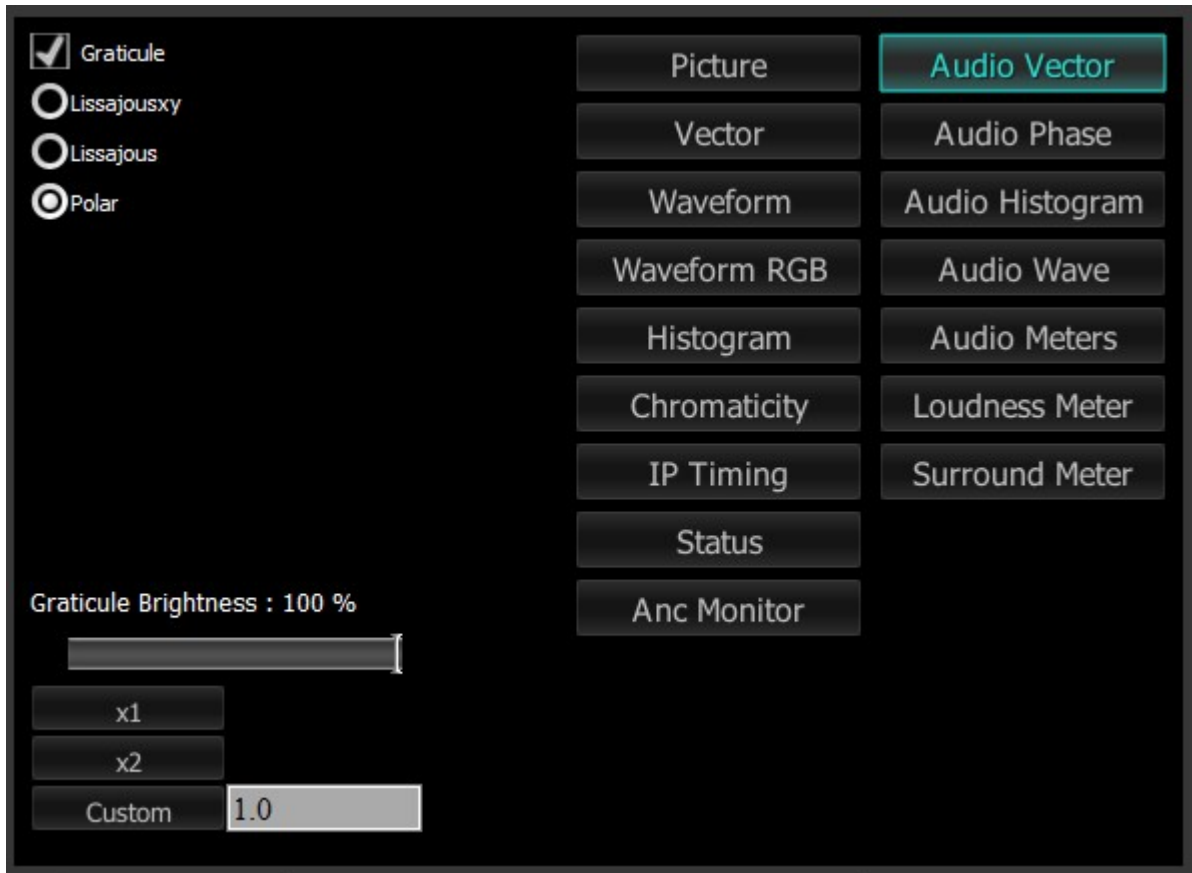 Graticule
Lissajousxy
Lissajous
Polar
Graticule Brightness : 100 %
x1
x2
Custom 1.0
Picture
Vector
Waveform
Waveform RGB
Histogram
Chromaticity
IP Timing
Status
Anc Monitor
Audio Vector
Audio Phase
Audio Histogram
Audio Wave
Audio Meters
Loudness Meter
Surround Meter